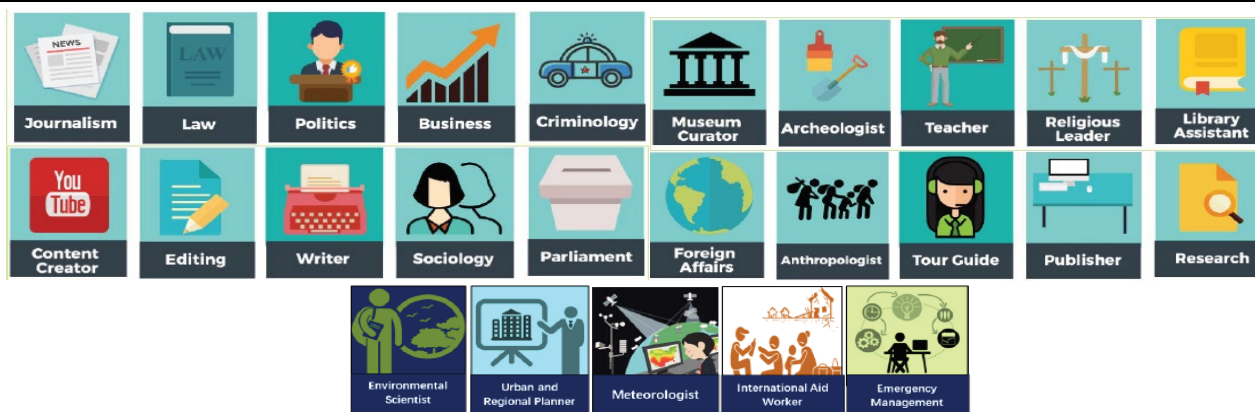 NEWS
LAW
Journalism
Law
Politics
Business
Criminology
Museum
Curator
Archeologist
Teacher
Religious
Leader
Library
Assistant
You
Tube
Content
Creator
Editing
Writer
Sociology
Parliament
Foreign
Affairs
Anthropologist
Tour Guide
Publisher
Research
Environmental
Scientist
Urban and
Regional Planner
Meteorologist
International Aid
Worker
Emergency
Management